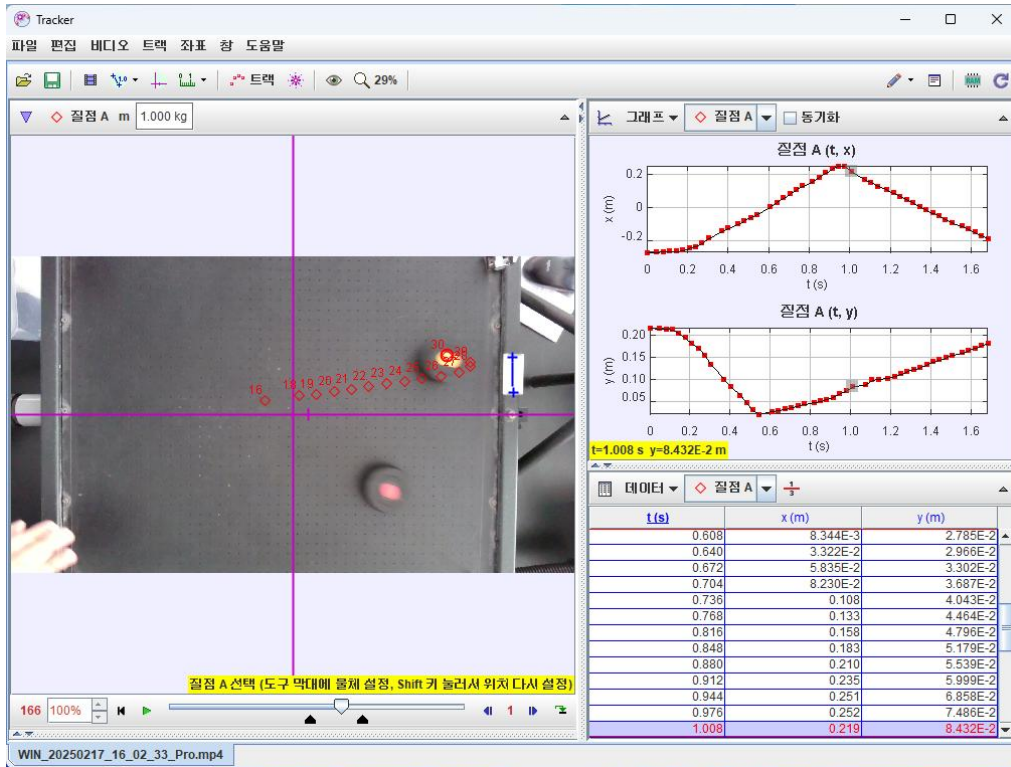 Tracker
파일 편집 비디오 트랙 좌표 창 도움말
트랙 29%
질점 A m 1.000 kg
그래프 질점 A 동기화
질점 A (t, x)
0.2
0
-0.2
x (m)
0 0.2 0.4 0.6 0.8 1.0 1.2 1.4 1.6
t (s)
질점 A (t, y)
0.20
0.15
0.10
0.05
y (m)
0 0.2 0.4 0.6 0.8 1.0 1.2 1.4 1.6
t (s)
t=1.008 s y=8.432E-2 m
16 18 19 20 21 22 23 24 30
데이터 질점 A
t (s) x (m) y (m)
0.608 8.344E-3 2.785E-2
0.640 3.322E-2 2.966E-2
0.672 5.835E-2 3.302E-2
0.704 8.230E-2 3.687E-2
0.736 0.108 4.043E-2
0.768 0.133 4.464E-2
0.816 0.158 4.796E-2
0.848 0.183 5.179E-2
0.880 0.210 5.539E-2
0.912 0.235 5.999E-2
0.944 0.251 6.858E-2
0.976 0.252 7.486E-2
1.008 0.219 8.432E-2
질점 A 선택 (도구 막대에 물체 설정, Shift 키 눌러서 위치 다시 설정)
166 100% 1
WIN_20250217_16_02_33_Pro.mp4